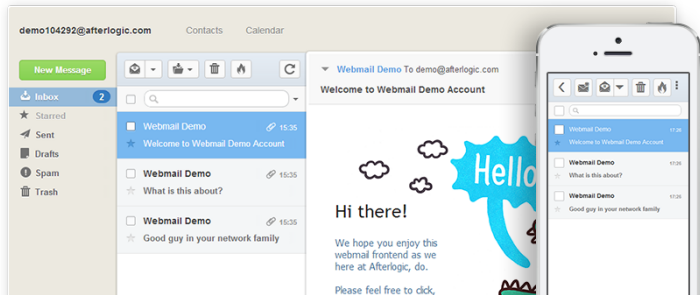 demo104292@afterlogic.com
Contacts
Calendar
New Message
Inbox 2
Starred
Sent
Drafts
Spam
Trash
Webmail Demo 15:35
Welcome to Webmail Demo Account
Webmail Demo 15:35
What is this about?
Webmail Demo 15:35
Good guy in your network family
Webmail Demo To demo@afterlogic.com
Welcome to Webmail Demo Account
Hello
Hi there!
We hope you enjoy this
webmail frontend as we
here at Afterlogic, do.
Please feel free to click,
Webmail Demo 17:26
Welcome to Webmail Demo Account
Webmail Demo 17:26
What is this about?
Webmail Demo 17:26
Good guy in your network family